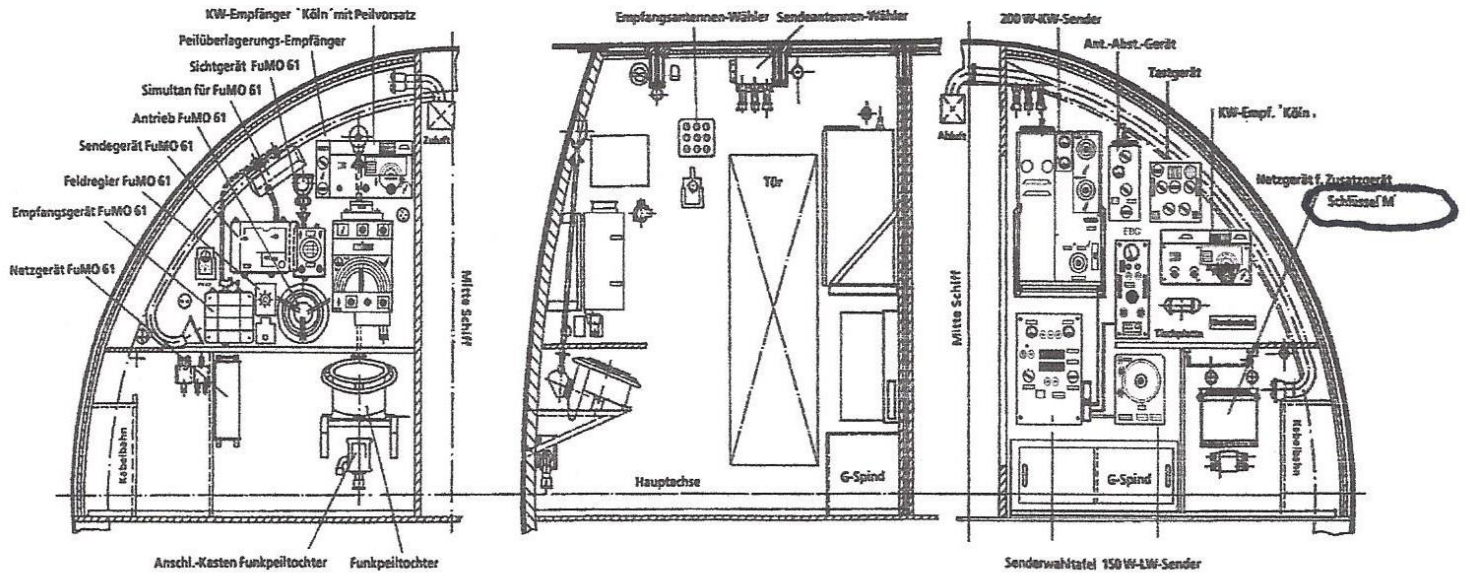 KW-Empfänger ´Köln´ mit Peilvorsatz
Peilüberlagerungs-Empfänger
Sichtgerät FuMO 61
Simultan für FuMO 61
Antrieb FuMO 61
Sendegerät FuMO 61
Feldregler FuMO 61
Empfangsgerät FuMO 61
Netzgerät FuMO 61
Zuluft
Mitte Schiff
Kabelbahn
Anschl.-Kasten Funkpeiltochter
Funkpeiltochter
Empfangsantennen-Wähler
Sendeantennen-Wähler
Tür
Hauptachse
G-Spind
200 W-KW-Sender
Ant.-Abst.-Gerät
Tastgerät
KW-Empf. ´Köln
Abluft
Netzgerät f. Zusatzgerät
Schlüssel ´M´
EBG
Tischplatte
Mitte Schiff
Kabelbahn
G-Spind
Senderwahltafel
150 W-LW-Sender